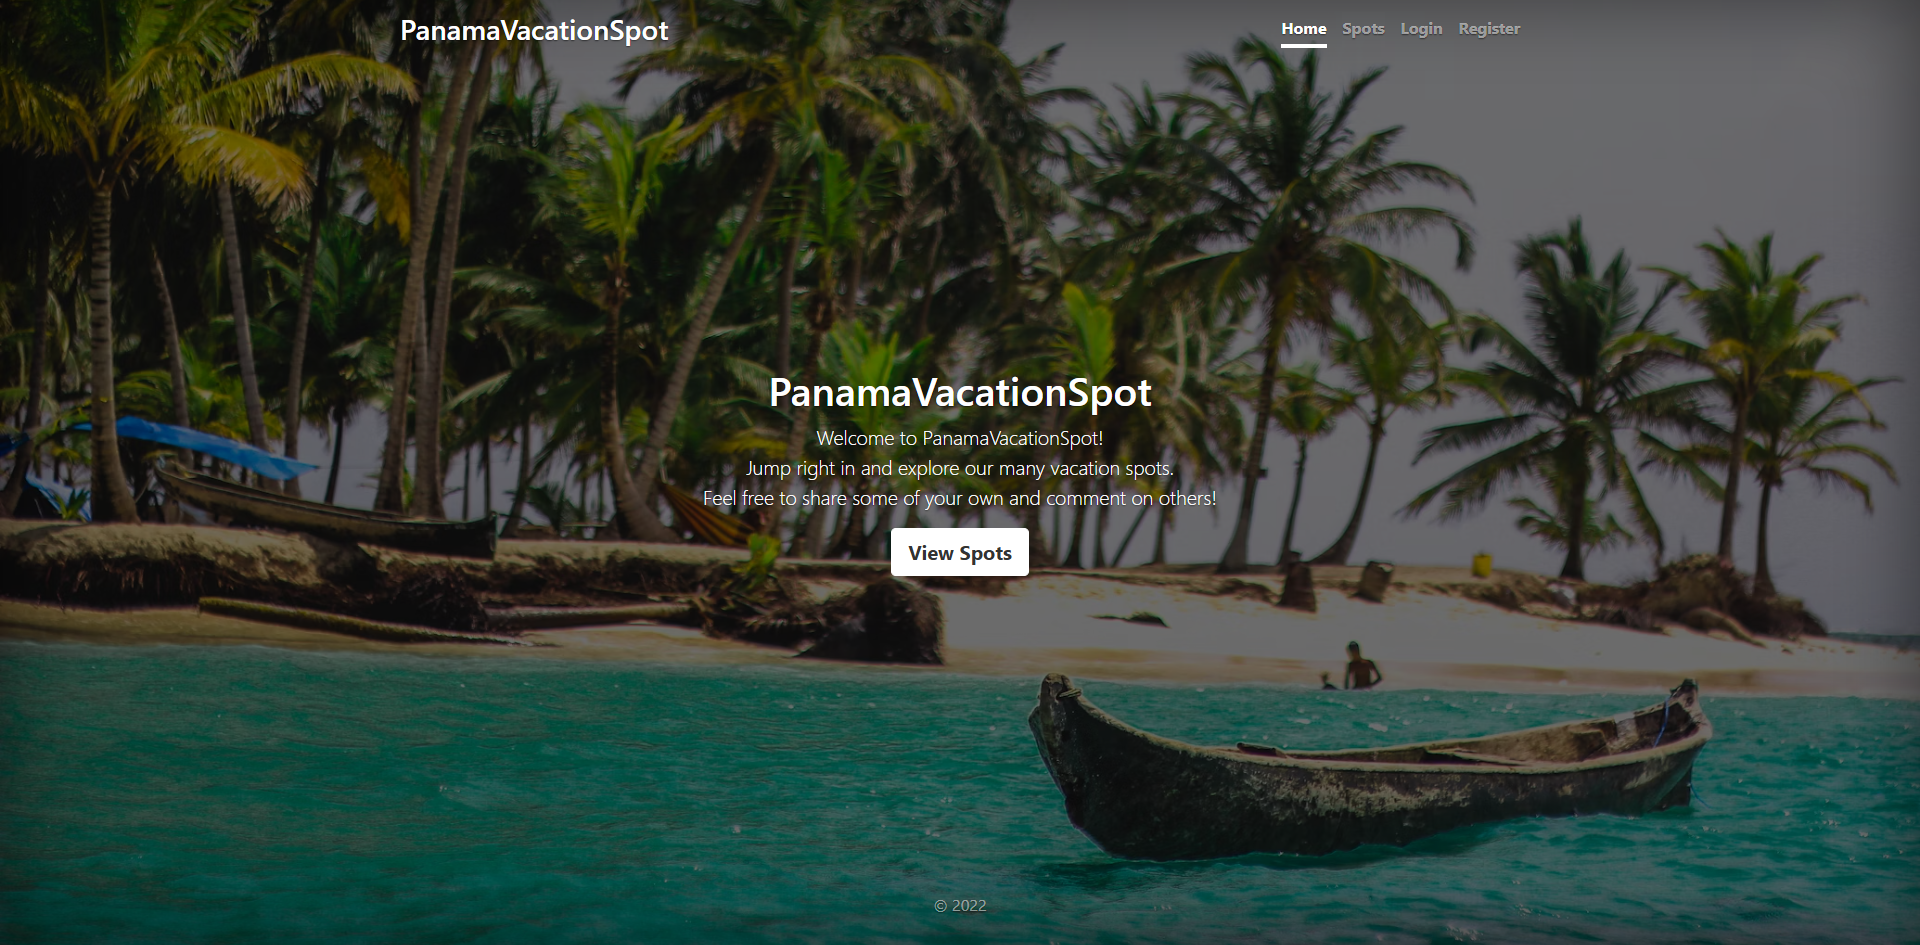 PanamaVacationSpot
Home Spots Login Register
PanamaVacationSpot
Welcome to PanamaVacationSpot!
Jump right in and explore our many vacation spots.
Feel free to share some of your own and comment on others!
View Spots
© 2022